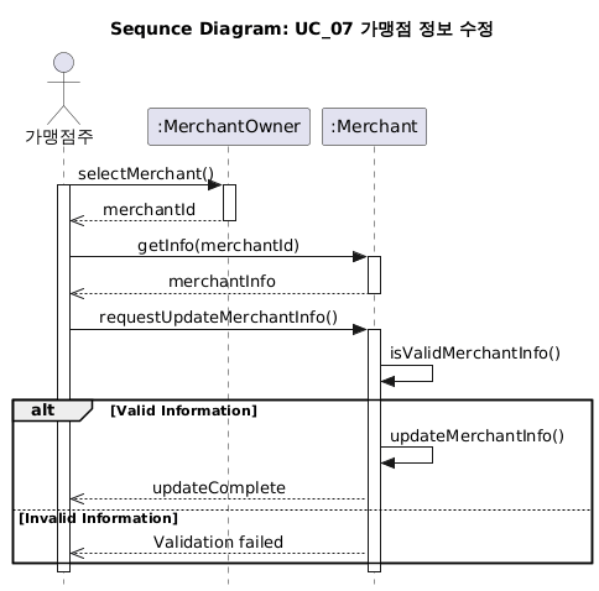 Sequnce Diagram: UC_07 가맹점 정보 수정
가맹점주
:MerchantOwner
:Merchant
selectMerchant()
merchantId
getInfo(merchantId)
merchantInfo
requestUpdateMerchantInfo()
isValidMerchantInfo()
alt [Valid Information]
updateMerchantInfo()
updateComplete
[Invalid Information]
Validation failed